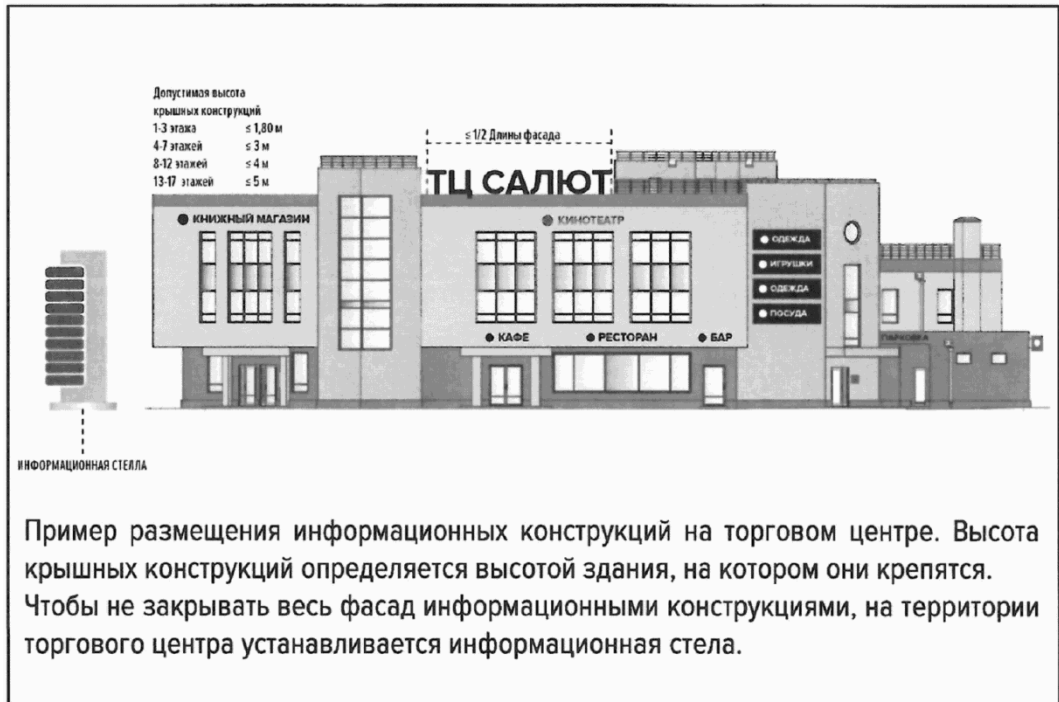 Допустимая высота
крышных конструкций
1-3 этажа ≤ 1,80 м
4-7 этажей ≤ 3 м
8-12 этажей ≤ 4 м
13-17 этажей ≤ 5 м
≤ 1/2 Длины фасада
ТЦ САЛЮТ
КНИЖНЫЙ МАГАЗИН
КИНОТЕАТР
ОДЕЖДА
ИГРУШКИ
ОДЕЖДА
ПОСУДА
КАФЕ
РЕСТОРАН
БАР
ПАРКОВКА
ИНФОРМАЦИОННАЯ СТЕЛЛА
Пример размещения информационных конструкций на торговом центре. Высота
крышных конструкций определяется высотой здания, на котором они крепятся.
Чтобы не закрывать весь фасад информационными конструкциями, на территории
торгового центра устанавливается информационная стела.